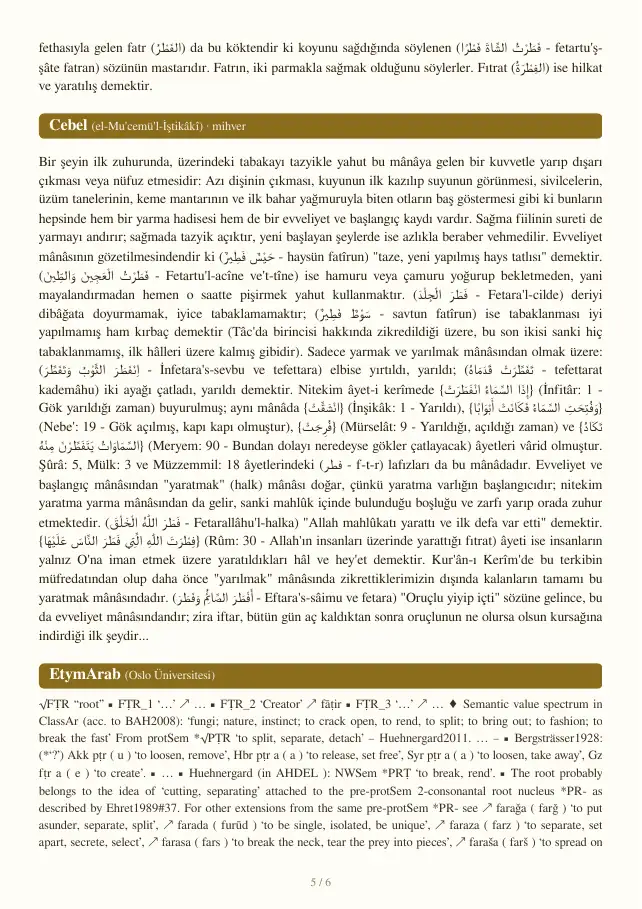 fethasıyla gelen fatr (الفَطْرُ) da bu köktendir ki koyunu sağdığında söylenen (فَطَرْتُ الشَّاةَ فَطْرًا - fetartu'ş-
şâte fatran) sözünün mastarıdır. Fatrın, iki parmakla sağmak olduğunu söylerler. Fıtrat (الفِطْرَةُ) ise hilkat
ve yaratılış demektir.
Cebel (el-Mu'cemü'l-İştikâkî) · mihver
Bir şeyin ilk zuhurunda, üzerindeki tabakayı tazyikle yahut bu mânâya gelen bir kuvvetle yarıp dışarı
çıkması veya nüfuz etmesidir: Azı dişinin çıkması, kuyunun ilk kazılıp suyunun görünmesi, sivilcelerin,
üzüm tanelerinin, keme mantarının ve ilk bahar yağmuruyla biten otların baş göstermesi gibi ki bunların
hepsinde hem bir yarma hadisesi hem de bir evveliyet ve başlangıç kaydı vardır. Sağma fiilinin sureti de
yarmayı andırır; sağmada tazyik açıktır, yeni başlayan şeylerde ise azlıkla beraber vehmedilir. Evveliyet
mânâsının gözetilmesindendir ki (حَيْسٌ فَطِيرٌ - haysün fatîrun) "taze, yeni yapılmış hays tatlısı" demektir.
(فَطَرْتُ الْعَجِينَ وَالطِّينَ - Fetartu'l-acîne ve't-tîne) ise hamuru veya çamuru yoğurup bekletmeden, yani
mayalandırmadan hemen o saatte pişirmek yahut kullanmaktır. (فَطَرَ الْجِلْدَ - Fetara'l-cilde) deriyi
dibâğata doyurmamak, iyice tabaklamamaktır; (سَوْطٌ فَطِيرٌ - savtun fatîrun) ise tabaklanması iyi
yapılmamış ham kırbaç demektir (Tâc'da birincisi hakkında zikredildiği üzere, bu son ikisi sanki hiç
tabaklanmamış, ilk hâlleri üzere kalmış gibidir). Sadece yarmak ve yarılmak mânâsından olmak üzere:
(اِنْفَطَرَ الثَّوْبُ وَتَفَطَّرَ - İnfetara's-sevbu ve tefettara) elbise yırtıldı, yarıldı; (تَفَطَّرَتْ قَدَمَاهُ - tefettarat
kademâhu) iki ayağı çatladı, yarıldı demektir. Nitekim âyet-i kerîmede {إِذَا السَّمَاءُ انْفَطَرَتْ} (İnfitâr: 1 -
Gök yarıldığı zaman) buyurulmuş; aynı mânâda {انْشَقَّتْ} (İnşikâk: 1 - Yarıldı), {وَفُتِحَتِ السَّمَاءُ فَكَانَتْ أَبْوَابًا}
(Nebe': 19 - Gök açılmış, kapı kapı olmuştur), {فُرِجَتْ} (Mürselât: 9 - Yarıldığı, açıldığı zaman) ve {تَكَادُ
السَّمَاوَاتُ يَتَفَطَّرْنَ مِنْهُ} (Meryem: 90 - Bundan dolayı neredeyse gökler çatlayacak) âyetleri vârid olmuştur.
Şûrâ: 5, Mülk: 3 ve Müzzemmil: 18 âyetlerindeki (فطر - f-t-r) lafızları da bu mânâdadır. Evveliyet ve
başlangıç mânâsından "yaratmak" (halk) mânâsı doğar, çünkü yaratma varlığın başlangıcıdır; nitekim
yaratma yarma mânâsından da gelir, sanki mahlûk içinde bulunduğu boşluğu ve zarfı yarıp orada zuhur
etmektedir. (فَطَرَ اللَّهُ الْخَلْقَ - Fetarallâhu'l-halka) "Allah mahlûkatı yarattı ve ilk defa var etti" demektir.
{فِطْرَتَ اللَّهِ الَّتِي فَطَرَ النَّاسَ عَلَيْهَا} (Rûm: 30 - Allah'ın insanları üzerinde yarattığı fıtrat) âyeti ise insanların
yalnız O'na iman etmek üzere yaratıldıkları hâl ve hey'et demektir. Kur'ân-ı Kerîm'de bu terkibin
müfredatından olup daha önce "yarılmak" mânâsında zikrettiklerimizin dışında kalanların tamamı bu
yaratmak mânâsındadır. (أَفْطَرَ الصَّائِمُ وَفَطَرَ - Eftara's-sâimu ve fetara) "Oruçlu yiyip içti" sözüne gelince, bu
da evveliyet mânâsındandır; zira iftar, bütün gün aç kaldıktan sonra oruçlunun ne olursa olsun kursağına
indirdiği ilk şeydir...
EtymArab (Oslo Üniversitesi)
√FṬR “root” ▪ FṬR_1 ‘…’ ↗ … ▪ FṬR_2 ‘Creator’ ↗ fāṭir ▪ FṬR_3 ‘…’ ↗ … ♦ Semantic value spectrum in
ClassAr (acc. to BAH2008): ‘fungi; nature, instinct; to crack open, to rend, to split; to bring out; to fashion; to
break the fast’ From protSem *√PṬR ‘to split, separate, detach’ – Huehnergard2011. … – ▪ Bergsträsser1928:
(*‘?’) Akk pṭr ( u ) ‘to loosen, remove’, Hbr pṭr a ( a ) ‘to release, set free’, Syr pṭr a ( a ) ‘to loosen, take away’, Gz
fṭr a ( e ) ‘to create’. ▪ … ▪ Huehnergard (in AHDEL ): NWSem *PRṬ ‘to break, rend'. ▪ The root probably
belongs to the idea of ‘cutting, separating’ attached to the pre-protSem 2-consonantal root nucleus *PR- as
described by Ehret1989#37. For other extensions from the same pre-protSem *PR- see ↗ farağa ( farğ ) ‘to put
asunder, separate, split’, ↗ farada ( furūd ) ‘to be single, isolated, be unique’, ↗ faraza ( farz ) ‘to separate, set
apart, secrete, select’, ↗ farasa ( fars ) ‘to break the neck, tear the prey into pieces’, ↗ faraša ( farš ) ‘to spread on
5 / 6